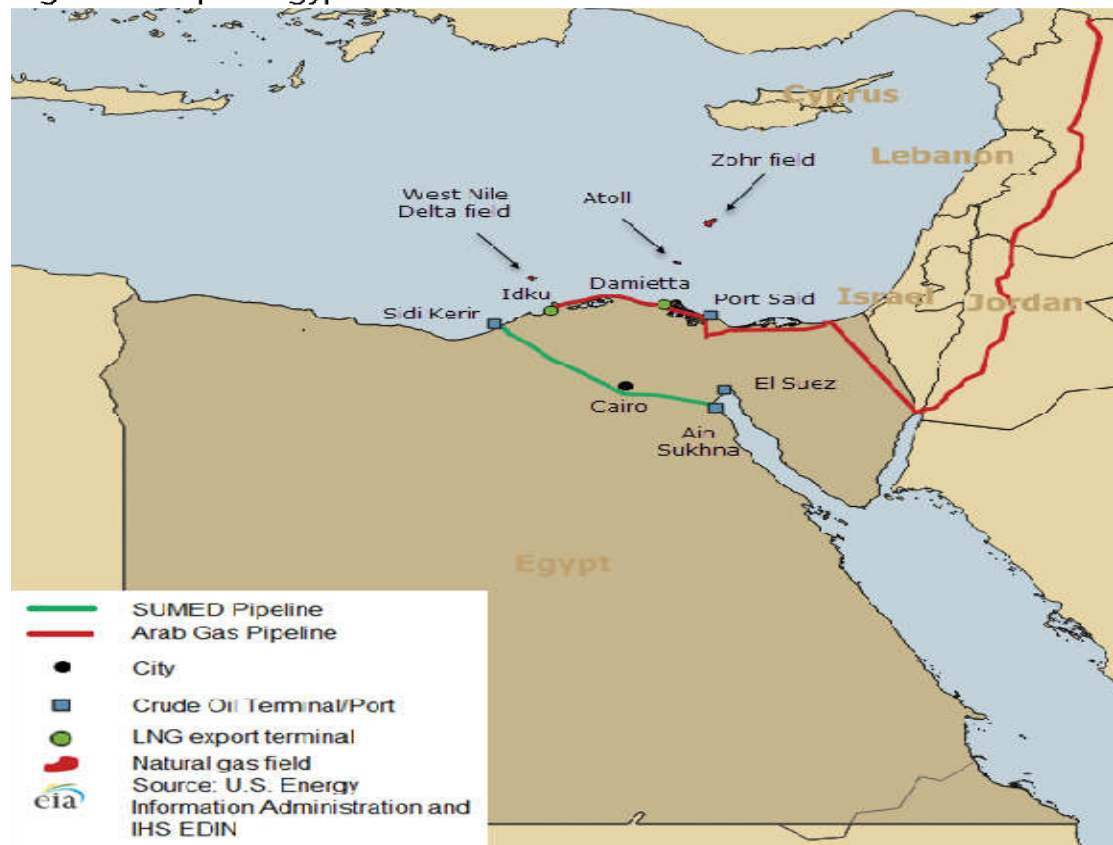 Cyprus
Zohr field
Lebanon
West Nile
Delta field
Atoll
Idku
Damietta
Port Said
Israel
Jordan
Sidi Kerir
El Suez
Cairo
Ain
Sukhna
Egypt
SUMED Pipeline
Arab Gas Pipeline
City
Crude Oil Terminal/Port
LNG export terminal
Natural gas field
eia
Source: U.S. Energy
Information Administration and
IHS EDIN